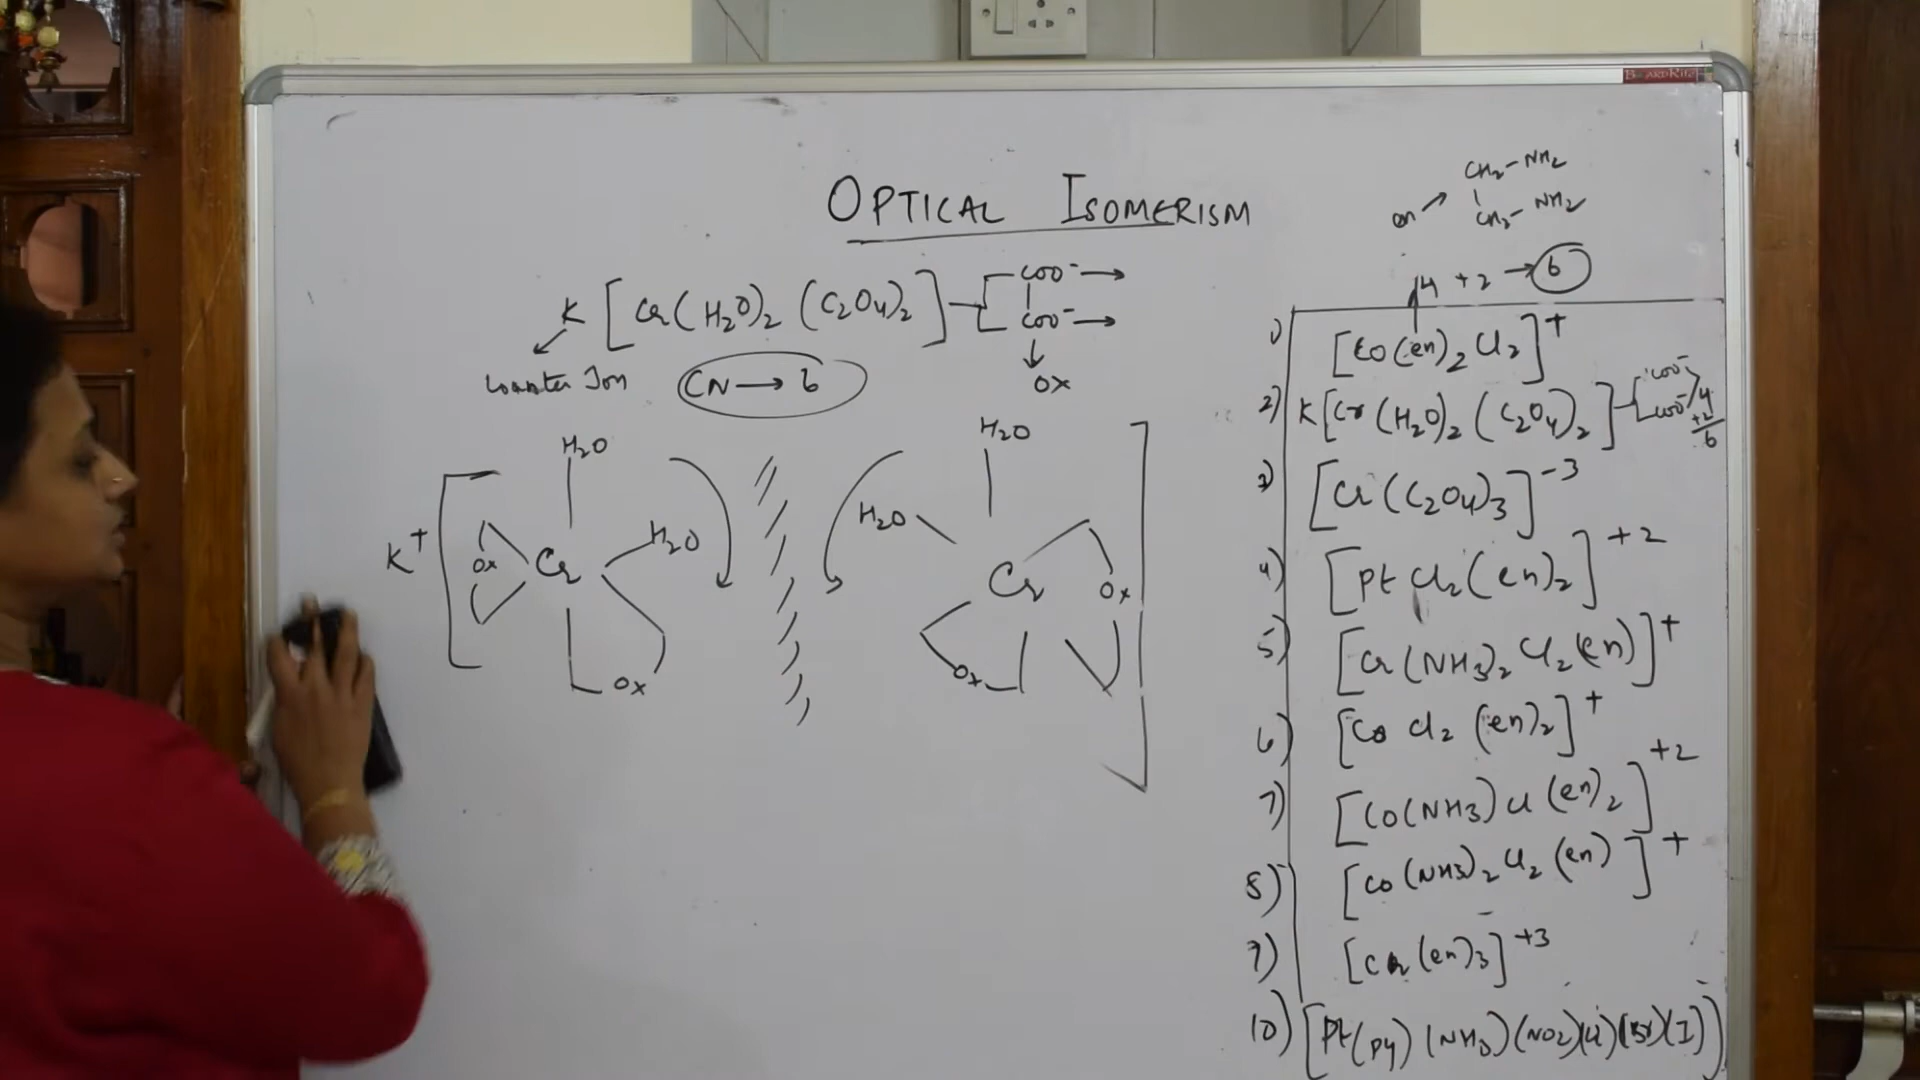 BOARDKING
OPTICAL ISOMERISM
en → CH2-NH2
CH2-NH2
K [Cr(H2O)2 (C2O4)2]
COO- →
COO- →
OX
Counter Ion
CN → 6
H2O
K+
OX
Cr
H2O
OX
H2O
H2O
Cr
OX
OX
4 + 2 → 6
1) [Co(en)2 Cl2]+
2) K[Cr(H2O)2 (C2O4)2]
COO-
COO-
4
+2
6
3) [Cr(C2O4)3]-3
4) [Pt Cl2(en)2]+2
5) [Cr(NH3)2 Cl2(en)]+
6) [Co Cl2 (en)2]+
7) [Co(NH3) Cl (en)2]+2
8) [Co(NH3)2 Cl2 (en)]+
9) [Cr(en)3]+3
10) [Pt(py) (NH3)(NO2)(Cl)(Br)(I)]